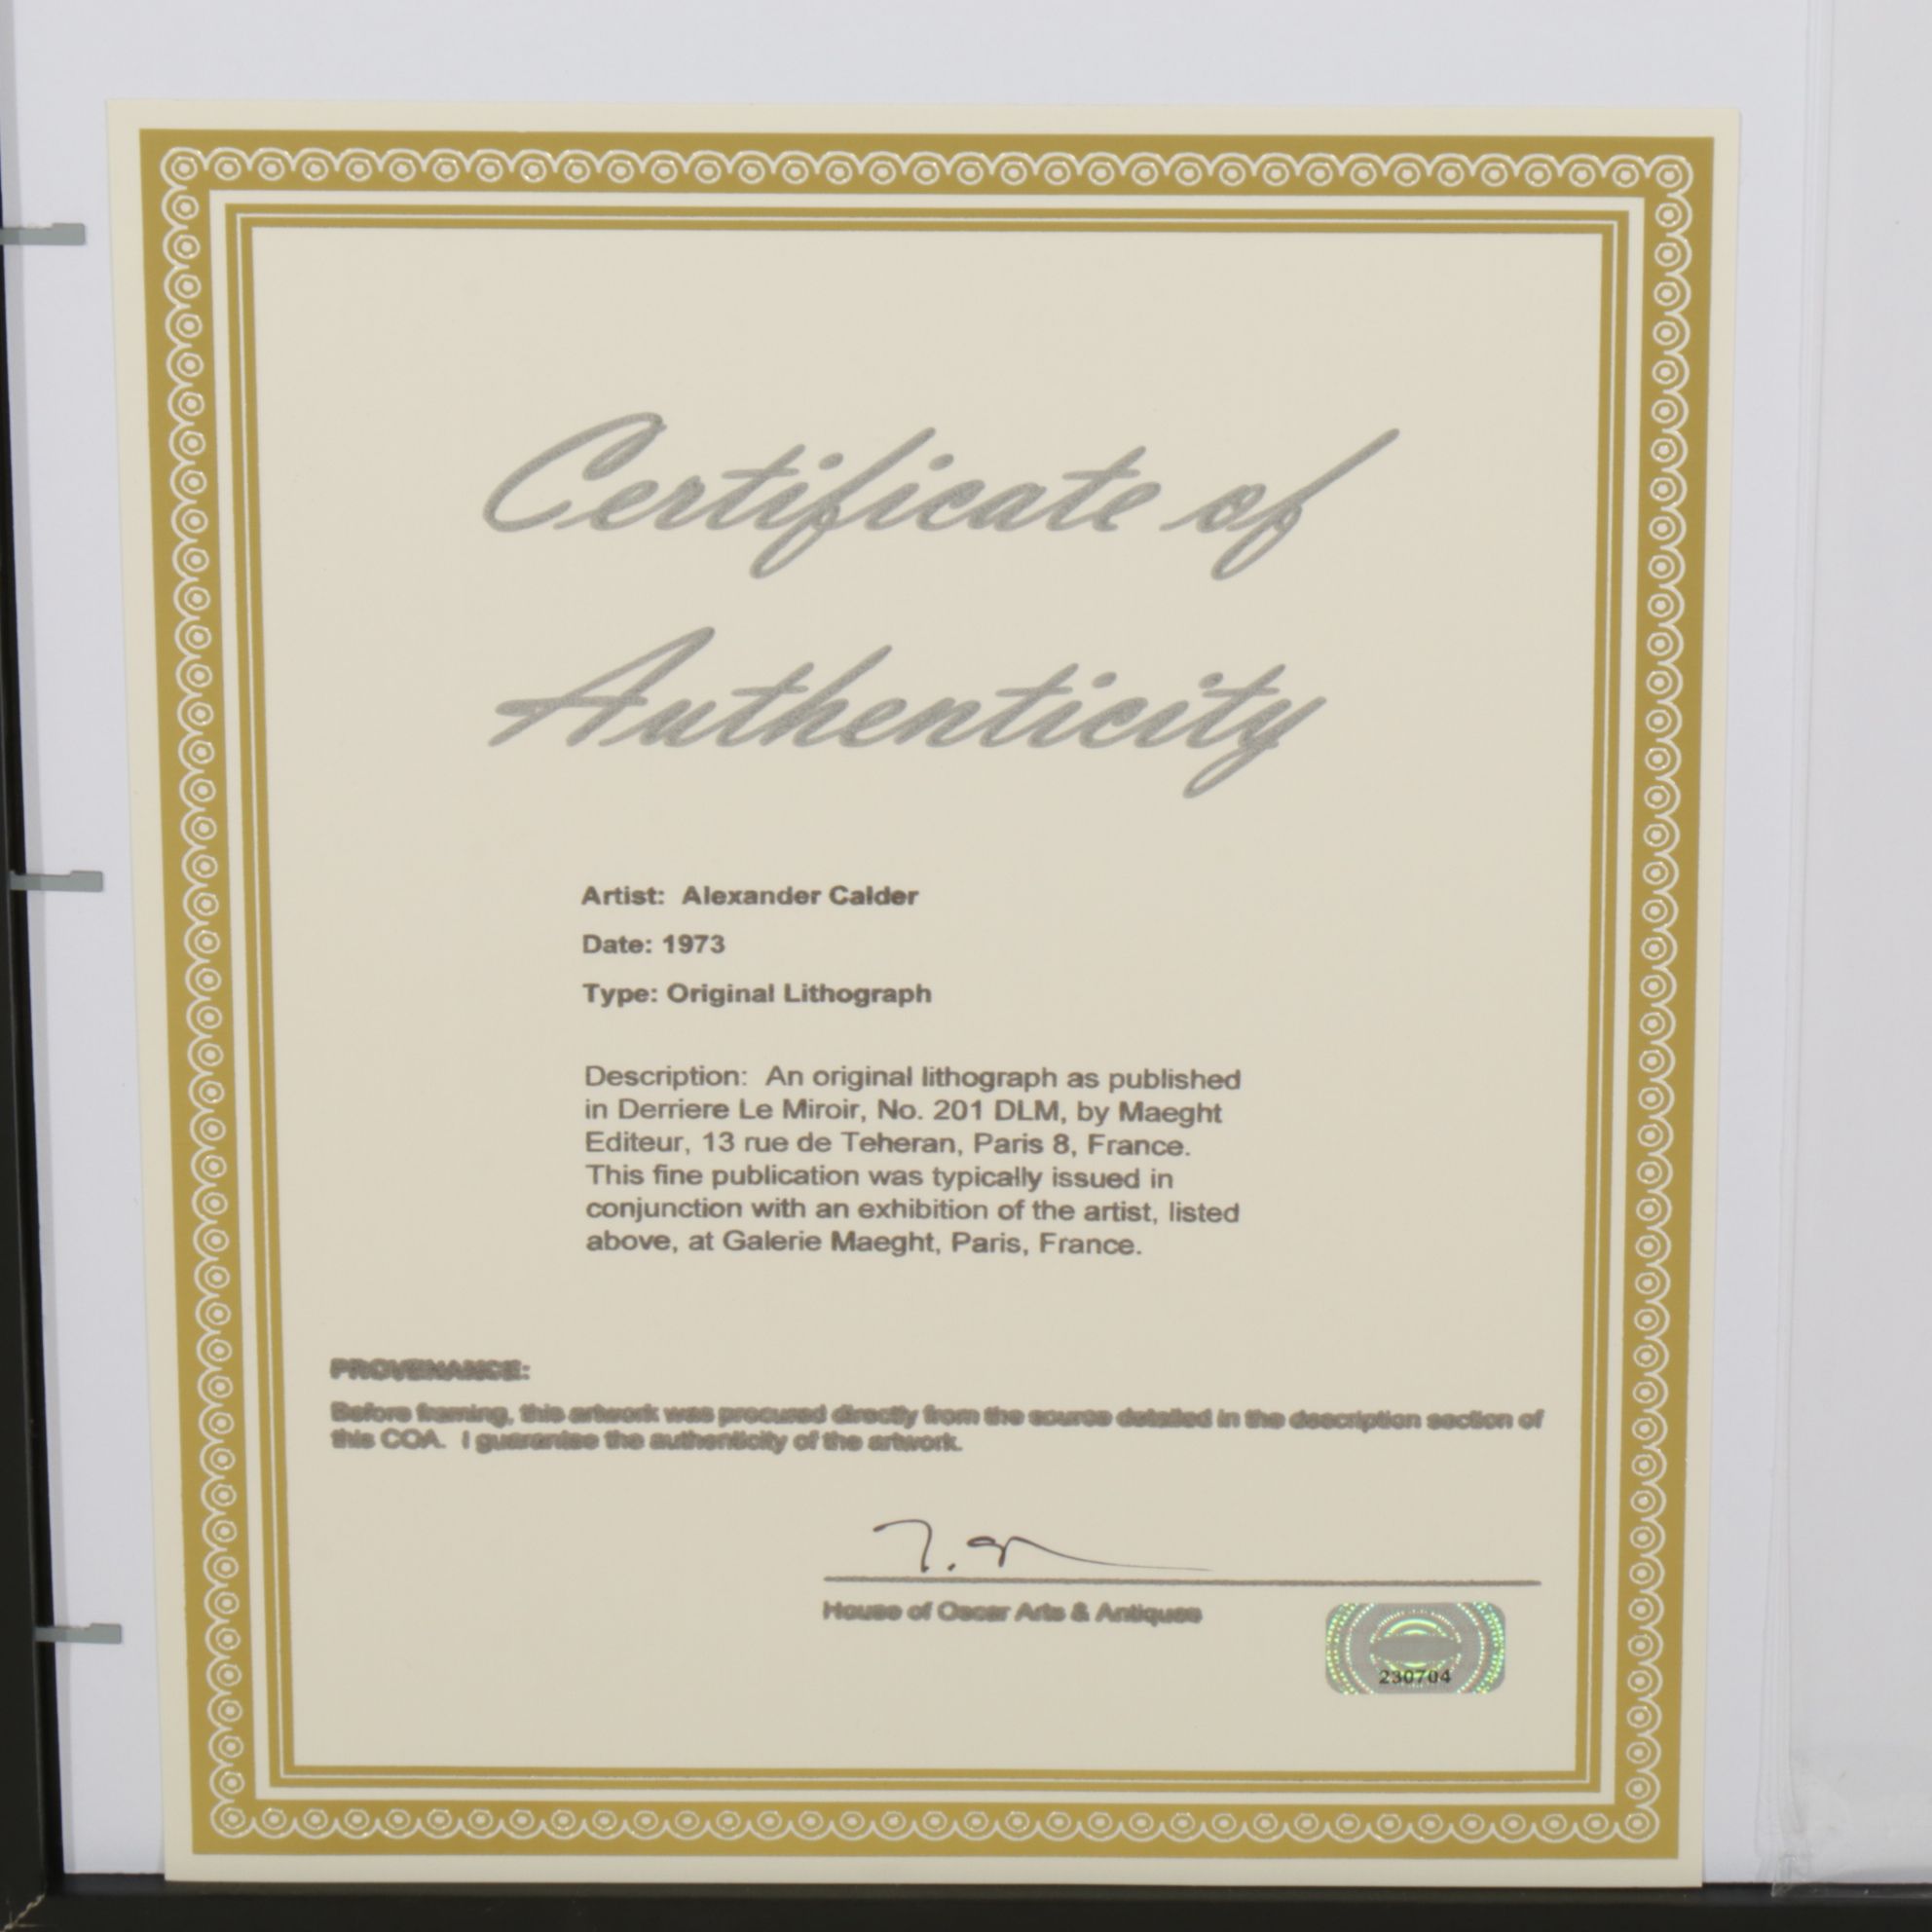 Certificate of
Authenticity
Artist: Alexander Calder
Date: 1973
Type: Original Lithograph
Description: An original lithograph as published
in Derriere Le Miroir, No. 201 DLM, by Maeght
Editeur, 13 rue de Teheran, Paris 8, France.
This fine publication was typically issued in
conjunction with an exhibition of the artist, listed
above, at Galerie Maeght, Paris, France.
PROVENANCE:
Before framing, this artwork was procured directly from the source detailed in the description section of
this COA. I guarantee the authenticity of the artwork.
House of Oscar Arts & Antiques
230704